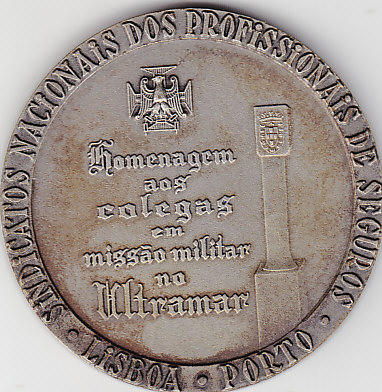 SINDICATOS NACIONAIS DOS PROFISSIONAIS DE SEGUROS
Homenagem
aos
colegas
em
missão militar
no
Ultramar
· LISBOA · PORTO ·